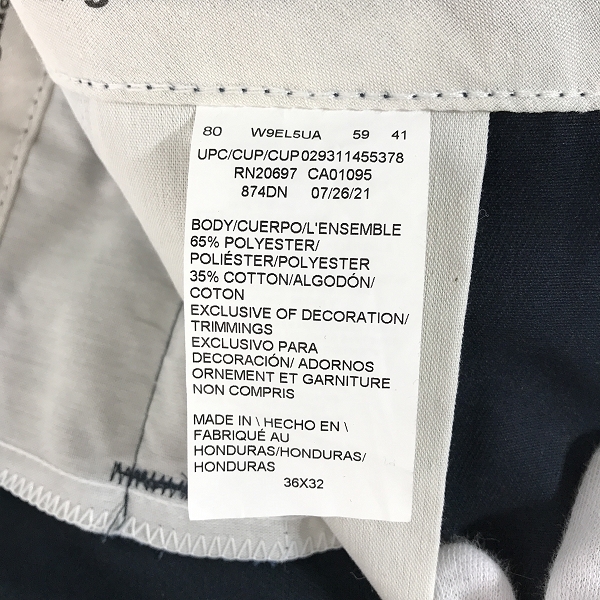 80 W9EL5UA 59 41
UPC/CUP/CUP029311455378
RN20697 CA01095
874DN 07/26/21
BODY/CUERPO/L'ENSEMBLE
65% POLYESTER/
POLIÉSTER/POLYESTER
35% COTTON/ALGODÓN/
COTON
EXCLUSIVE OF DECORATION/
TRIMMINGS
EXCLUSIVO PARA
DECORACIÓN/ ADORNOS
ORNEMENT ET GARNITURE
NON COMPRIS
MADE IN \ HECHO EN \
FABRIQUÉ AU
HONDURAS/HONDURAS/
HONDURAS
36X32